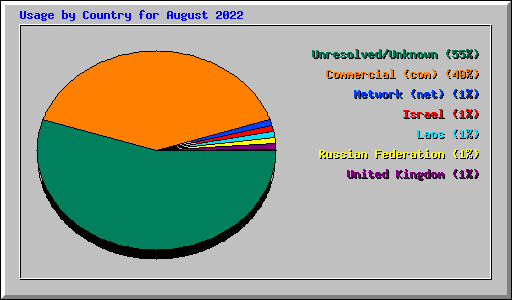 Usage by Country for August 2022
Unresolved/Unknown (55%)
Commercial (com) (40%)
Network (net) (1%)
Israel (1%)
Laos (1%)
Russian Federation (1%)
United Kingdom (1%)